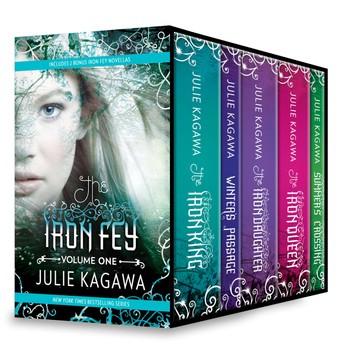 INCLUDES 2 BONUS IRON FEY NOVELLAS
The
IRON FEY
VOLUME ONE
JULIE KAGAWA
NEW YORK TIMES BESTSELLING SERIES
JULIE KAGAWA
The IRON KING
JULIE KAGAWA
WINTER'S PASSAGE
JULIE KAGAWA
The IRON DAUGHTER
JULIE KAGAWA
The IRON QUEEN
JULIE KAGAWA
SUMMER'S CROSSING